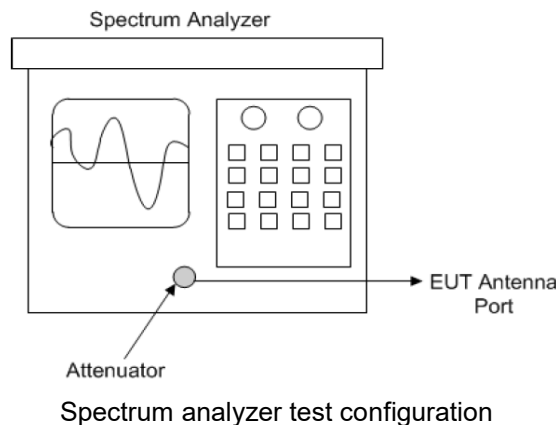 Spectrum Analyzer
EUT Antenna
Port
Attenuator
Spectrum analyzer test configuration